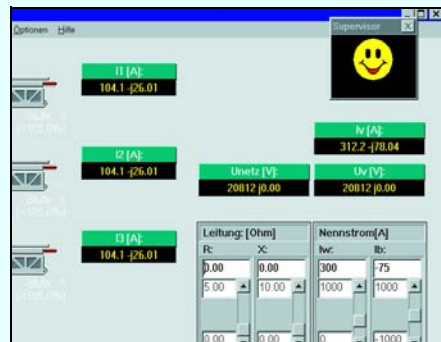 Optionen Hilfe
Supervisor X
I1 [A]:
104.1 -j26.01
Iv [A]:
312.2 -j78.04
I2 [A]:
104.1 -j26.01
Unetz [V]:
20812 j0.00
Uv [V]:
20812 j0.00
I3 [A]:
104.1 -j26.01
Leitung: [Ohm]
Nennstrom[A]
R: X: Iw: Ib:
0.00 0.00 300 -75
5.00 10.00 1000 1000
0.00 0.00 0 -1000